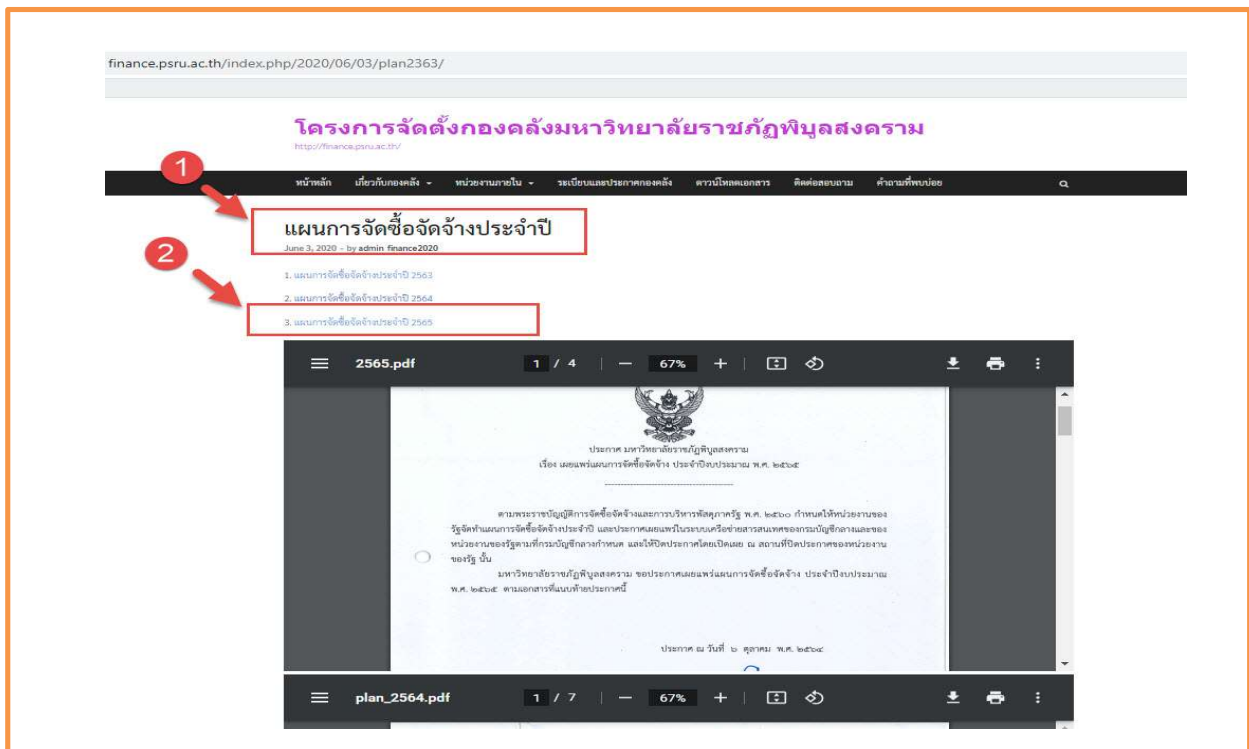 finance.psru.ac.th/index.php/2020/06/03/plan2363/
โครงการจัดตั้งกองคลังมหาวิทยาลัยราชภัฏพิบูลสงคราม
http://finance.psru.ac.th/
1
หน้าหลัก เกี่ยวกับกองคลัง หน่วยงานภายใน ระเบียบและประกาศกองคลัง ดาวน์โหลดเอกสาร ติดต่อสอบถาม คำถามที่พบบ่อย
แผนการจัดซื้อจัดจ้างประจำปี
June 3, 2020 - by admin finance2020
2
1. แผนการจัดซื้อจัดจ้างประจำปี 2563
2. แผนการจัดซื้อจัดจ้างประจำปี 2564
3. แผนการจัดซื้อจัดจ้างประจำปี 2565
2565.pdf 1 / 4 | — 67% + |
ประกาศ มหาวิทยาลัยราชภัฏพิบูลสงคราม
เรื่อง เผยแพร่แผนการจัดซื้อจัดจ้าง ประจำปีงบประมาณ พ.ศ. ๒๕๖๕
ตามพระราชบัญญัติการจัดซื้อจัดจ้างและการบริหารพัสดุภาครัฐ พ.ศ. ๒๕๖๐ กำหนดให้หน่วยงานของ
รัฐจัดทำแผนการจัดซื้อจัดจ้างประจำปี และประกาศเผยแพร่ในระบบเครือข่ายสารสนเทศของกรมบัญชีกลางและของ
หน่วยงานของรัฐตามที่กรมบัญชีกลางกำหนด และให้ปิดประกาศโดยเปิดเผย ณ สถานที่ปิดประกาศของหน่วยงาน
ของรัฐ นั้น
มหาวิทยาลัยราชภัฏพิบูลสงคราม ขอประกาศเผยแพร่แผนการจัดซื้อจัดจ้าง ประจำปีงบประมาณ
พ.ศ. ๒๕๖๕ ตามเอกสารที่แนบท้ายประกาศนี้
ประกาศ ณ วันที่ ๖ ตุลาคม พ.ศ. ๒๕๖๔
plan_2564.pdf 1 / 7 | — 67% + |